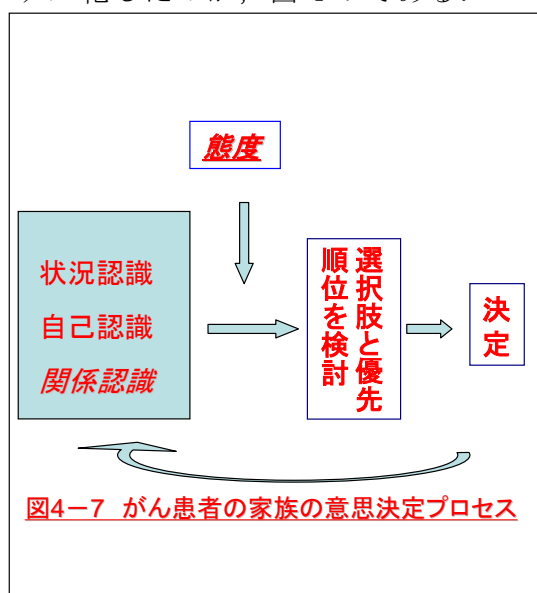 態度
状況認識
自己認識
関係認識
選択肢と優先
順位を検討
決定
図4－7 がん患者の家族の意思決定プロセス